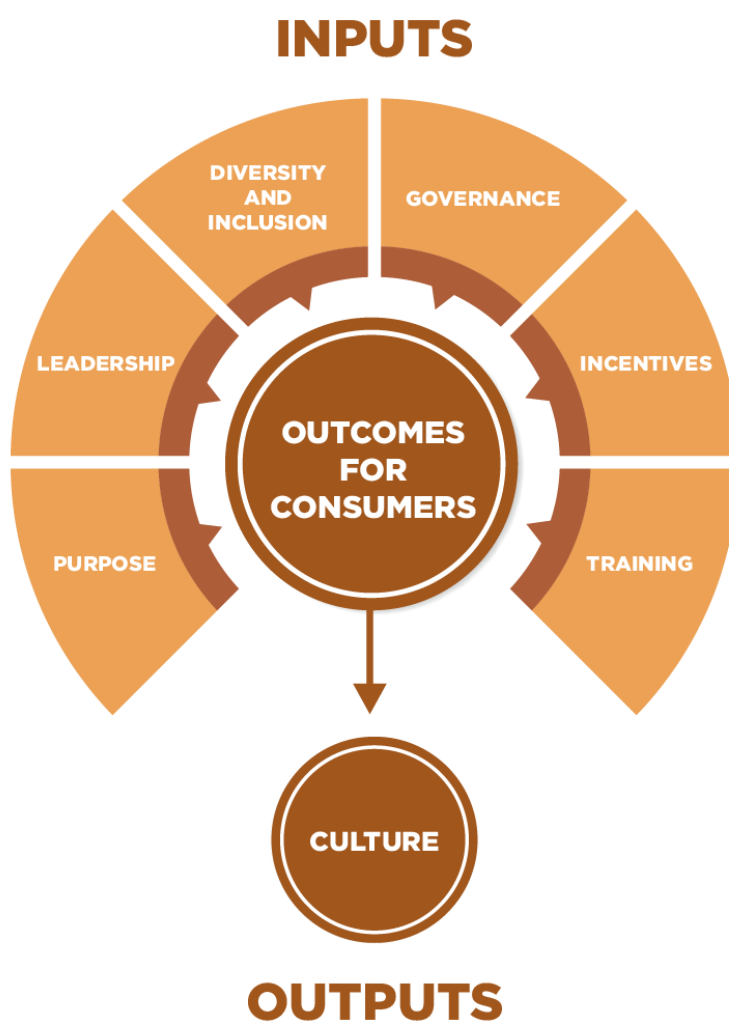 INPUTS
DIVERSITY
AND
INCLUSION
GOVERNANCE
LEADERSHIP
INCENTIVES
OUTCOMES
FOR
CONSUMERS
PURPOSE
TRAINING
CULTURE
OUTPUTS